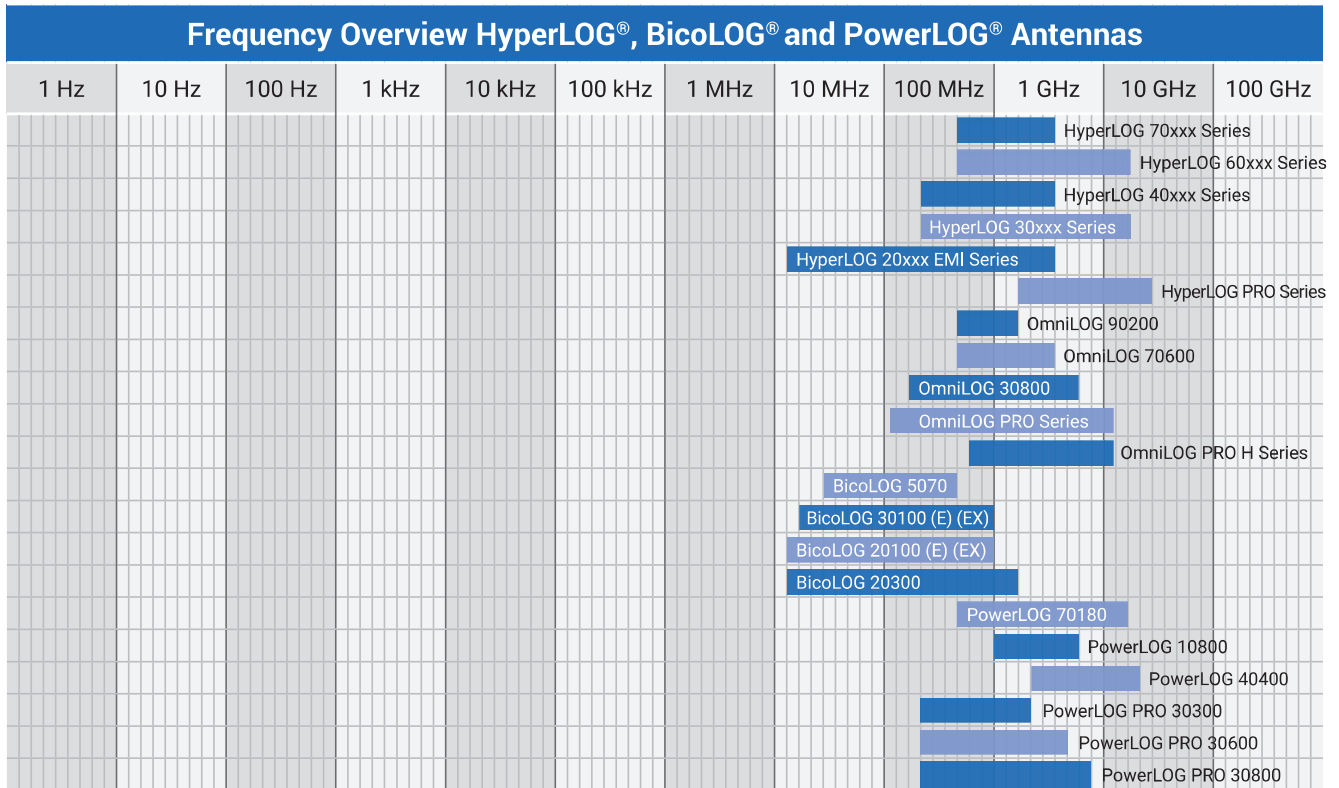 Frequency Overview HyperLOG®, BicoLOG® and PowerLOG® Antennas
1 Hz 10 Hz 100 Hz 1 kHz 10 kHz 100 kHz 1 MHz 10 MHz 100 MHz 1 GHz 10 GHz 100 GHz
HyperLOG 70xxx Series
HyperLOG 60xxx Series
HyperLOG 40xxx Series
HyperLOG 30xxx Series
HyperLOG 20xxx EMI Series
HyperLOG PRO Series
OmniLOG 90200
OmniLOG 70600
OmniLOG 30800
OmniLOG PRO Series
OmniLOG PRO H Series
BicoLOG 5070
BicoLOG 30100 (E) (EX)
BicoLOG 20100 (E) (EX)
BicoLOG 20300
PowerLOG 70180
PowerLOG 10800
PowerLOG 40400
PowerLOG PRO 30300
PowerLOG PRO 30600
PowerLOG PRO 30800